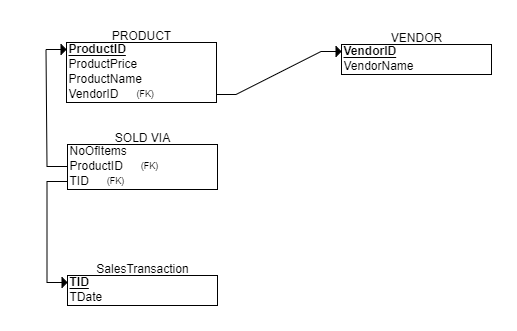 PRODUCT
ProductID
ProductPrice
ProductName
VendorID (FK)
VENDOR
VendorID
VendorName
SOLD VIA
NoOfItems
ProductID (FK)
TID (FK)
SalesTransaction
TID
TDate